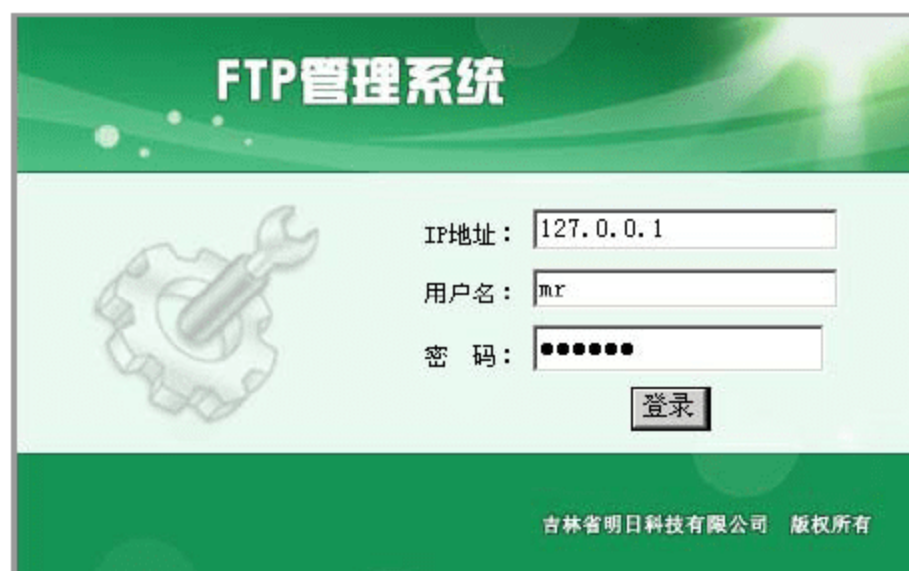 FTP管理系统
IP地址： 127.0.0.1
用户名： mr
密 码： ●●●●●●
登录
吉林省明日科技有限公司 版权所有